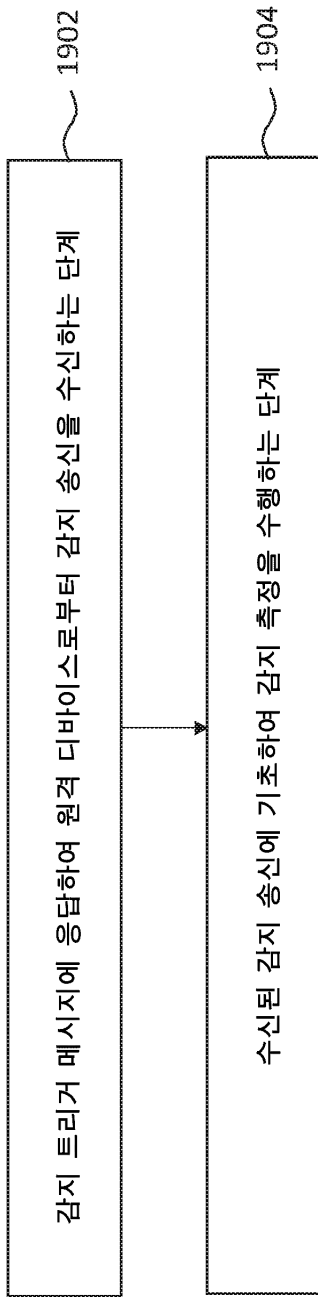 감지 트리거 메시지에 응답하여 원격 디바이스로부터 감지 송신을 수신하는 단계
1902
수신된 감지 송신에 기초하여 감지 측정을 수행하는 단계
1904